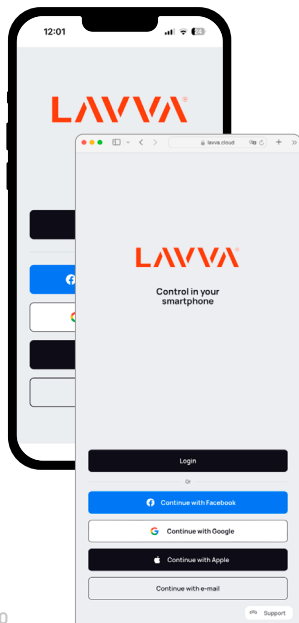 12:01
LAVVA
lavva.cloud
LAVVA
Control in your
smartphone
Login
Or
Continue with Facebook
Continue with Google
Continue with Apple
Continue with e-mail
Support